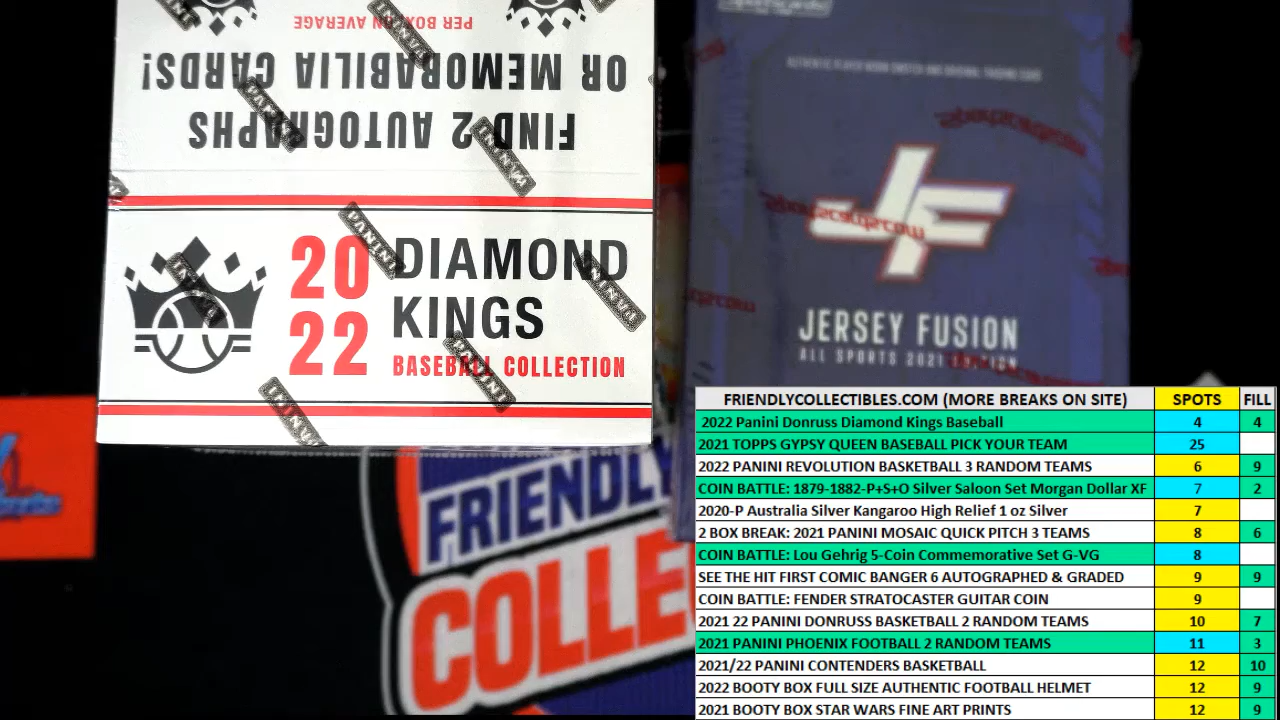 PER BOX ON AVERAGE
OR MEMORABILIA CARDS!
FIND 2 AUTOGRAPHS
PANINI
PANINI
PANINI
PANINI
PANINI
PANINI
PANINI
2022
DIAMOND
KINGS
BASEBALL COLLECTION
JERSEY FUSION
ALL SPORTS 2021 EDITION
FRIENDLY
COLLE
FRIENDLYCOLLECTIBLES.COM (MORE BREAKS ON SITE) SPOTS FILL
2022 Panini Donruss Diamond Kings Baseball 4 4
2021 TOPPS GYPSY QUEEN BASEBALL PICK YOUR TEAM 25
2022 PANINI REVOLUTION BASKETBALL 3 RANDOM TEAMS 6 9
COIN BATTLE: 1879-1882-P+S+O Silver Saloon Set Morgan Dollar XF 7 2
2020-P Australia Silver Kangaroo High Relief 1 oz Silver 7
2 BOX BREAK: 2021 PANINI MOSAIC QUICK PITCH 3 TEAMS 8 6
COIN BATTLE: Lou Gehrig 5-Coin Commemorative Set G-VG 8
SEE THE HIT FIRST COMIC BANGER 6 AUTOGRAPHED & GRADED 9 9
COIN BATTLE: FENDER STRATOCASTER GUITAR COIN 9
2021 22 PANINI DONRUSS BASKETBALL 2 RANDOM TEAMS 10 7
2021 PANINI PHOENIX FOOTBALL 2 RANDOM TEAMS 11 3
2021/22 PANINI CONTENDERS BASKETBALL 12 10
2022 BOOTY BOX FULL SIZE AUTHENTIC FOOTBALL HELMET 12 9
2021 BOOTY BOX STAR WARS FINE ART PRINTS 12 9